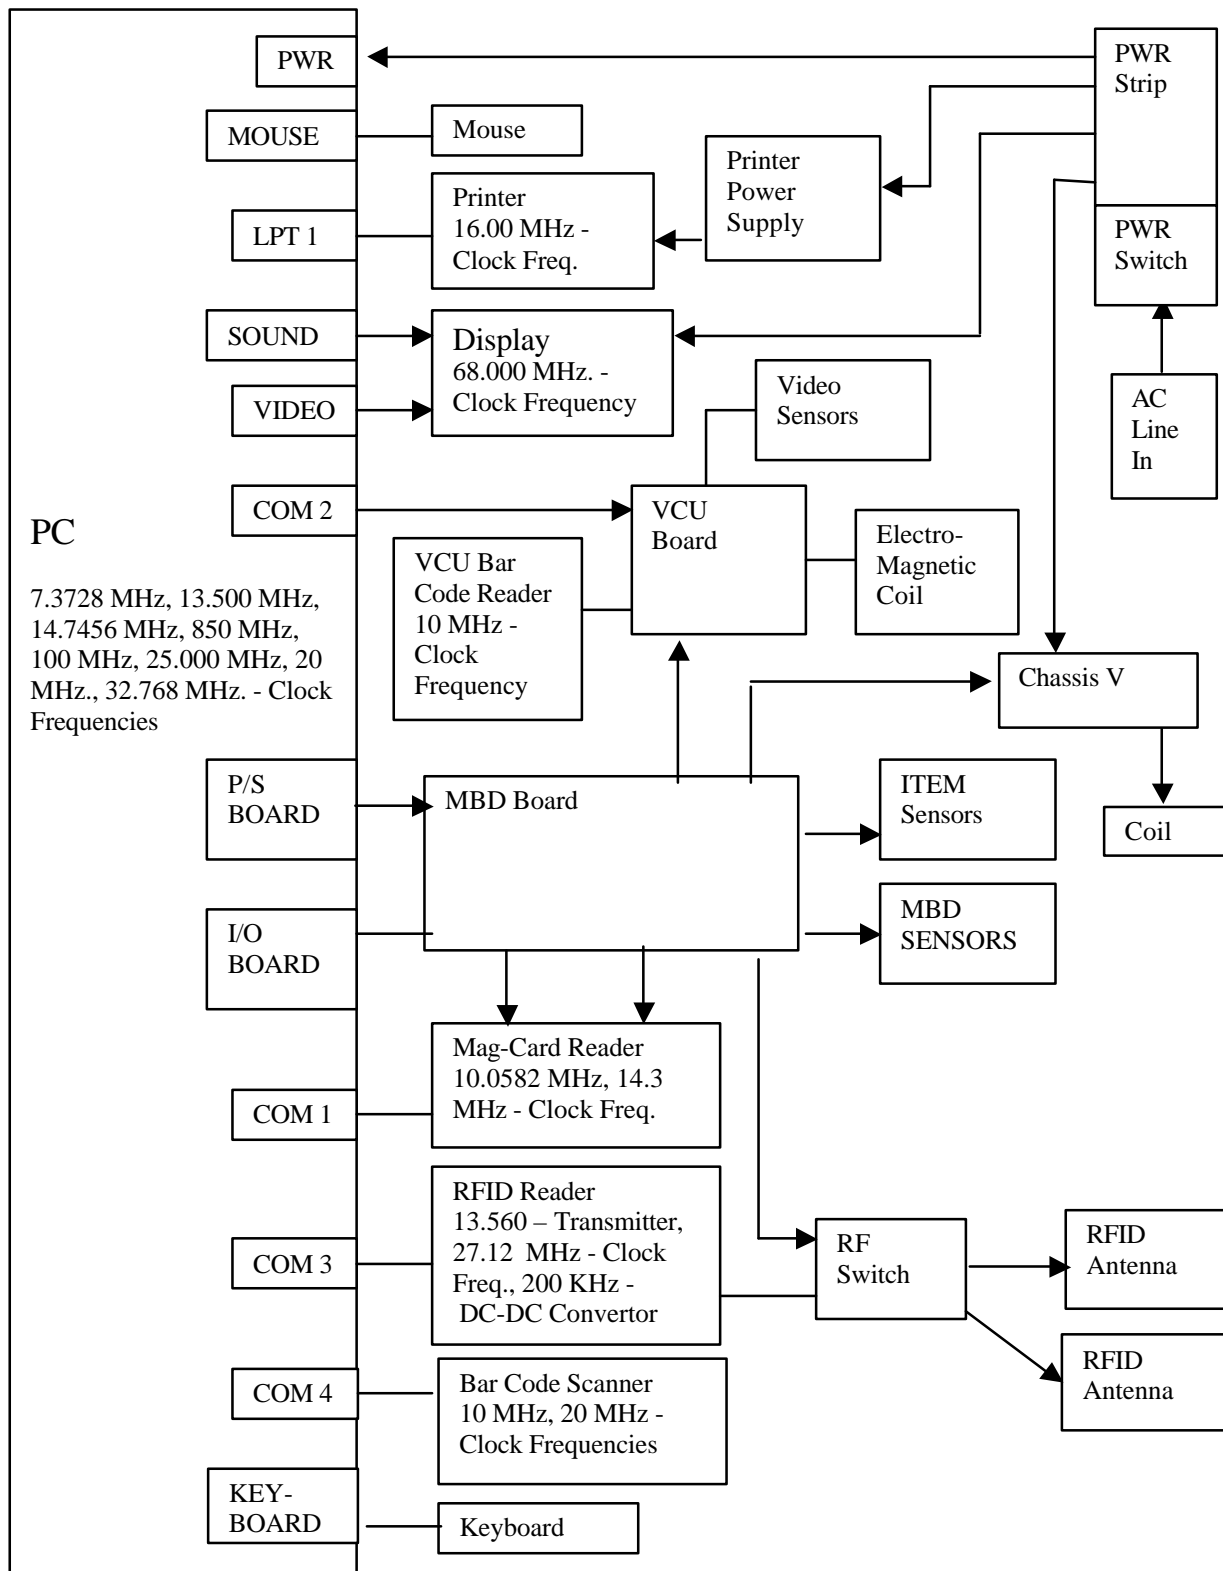 PWR
PWR
Strip
MOUSE
Mouse
Printer
Power
Supply
Printer
16.00 MHz -
Clock Freq.
LPT 1
PWR
Switch
SOUND
Display
68.000 MHz. -
Clock Frequency
VIDEO
Video
Sensors
AC
Line
In
COM 2
VCU
Board
Electro-
Magnetic
Coil
PC
VCU Bar
Code Reader
10 MHz -
Clock
Frequency
7.3728 MHz, 13.500 MHz,
14.7456 MHz, 850 MHz,
100 MHz, 25.000 MHz, 20
MHz., 32.768 MHz. - Clock
Frequencies
Chassis V
P/S
BOARD
MBD Board
ITEM
Sensors
Coil
I/O
BOARD
MBD
SENSORS
Mag-Card Reader
10.0582 MHz, 14.3
MHz - Clock Freq.
COM 1
RFID Reader
13.560 – Transmitter,
27.12  MHz - Clock
Freq., 200 KHz -
DC-DC Convertor
COM 3
RF
Switch
RFID
Antenna
RFID
Antenna
COM 4
Bar Code Scanner
10 MHz, 20 MHz -
Clock Frequencies
KEY-
BOARD
Keyboard